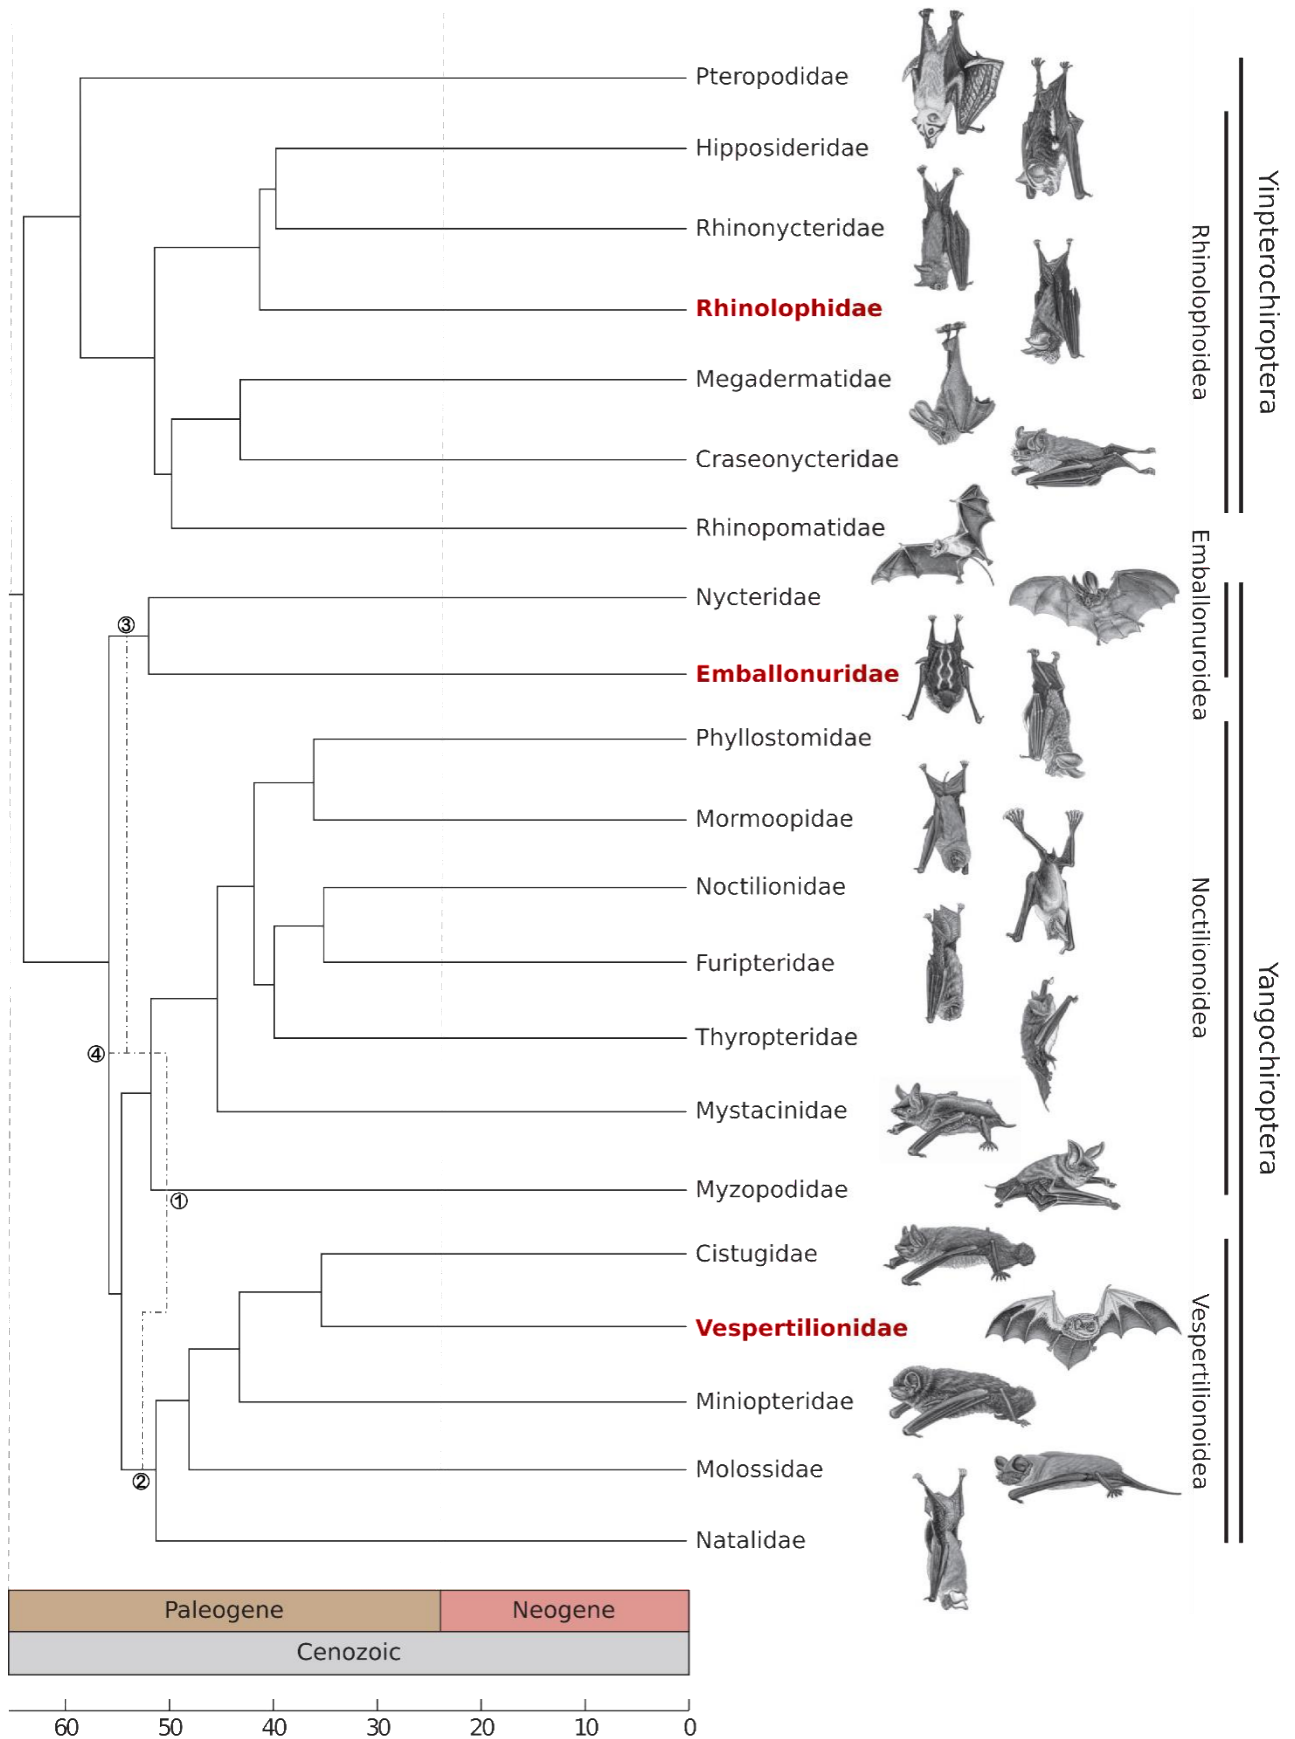 Pteropodidae
Hipposideridae
Rhinonycteridae
Rhinolophidae
Megadermatidae
Craseonycteridae
Rhinopomatidae
Nycteridae
Emballonuridae
Phyllostomidae
Mormoopidae
Noctilionidae
Furipteridae
Thyropteridae
Mystacinidae
Myzopodidae
Cistugidae
Vespertilionidae
Miniopteridae
Molossidae
Natalidae
③
④
①
②
Rhinolophoidea
Emballonuroidea
Noctilionoidea
Vespertilionoidea
Yinpterochiroptera
Yangochiroptera
Paleogene Neogene
Cenozoic
60 50 40 30 20 10 0